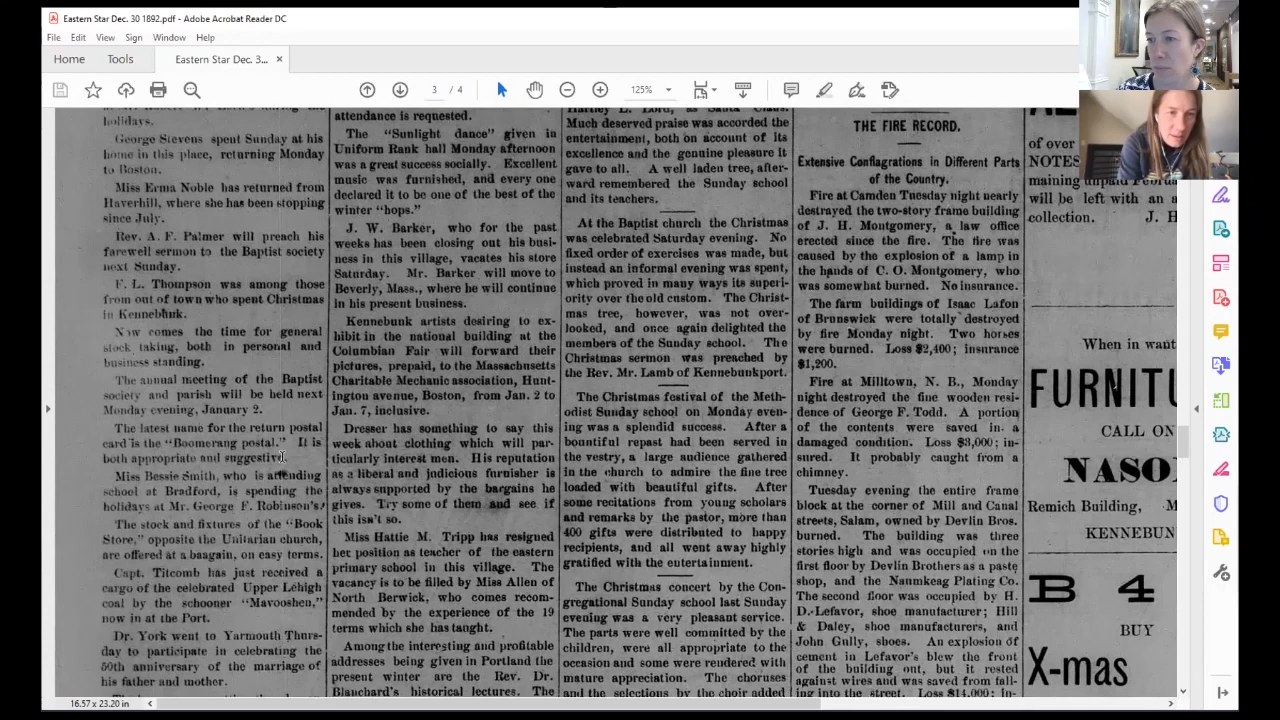 Eastern Star Dec. 30 1892.pdf - Adobe Acrobat Reader DC
File Edit View Sign Window Help
Home Tools Eastern Star Dec. 3... ×
3 / 4 125%
holidays.
George Stevens spent Sunday at his
home in this place, returning Monday
to Boston.
Miss Erma Noble has returned from
Haverhill, where she has been stopping
since July.
Rev. A. F. Palmer will preach his
farewell sermon to the Baptist society
next Sunday.
F. L. Thompson was among those
from out of town who spent Christmas
in Kennebunk.
Now comes the time for general
stock taking, both in personal and
business standing.
The annual meeting of the Baptist
society and parish will be held next
Monday evening, January 2.
The latest name for the return postal
card is the "Boomerang postal." It is
both appropriate and suggestive.
Miss Bessie Smith, who is attending
school at Bradford, is spending the
holidays at Mr. George F. Robinson's.
The stock and fixtures of the "Book
Store," opposite the Unitarian church,
are offered at a baagain, on easy terms.
Capt. Titcomb has just received a
cargo of the celebrated Upper Lehigh
coal by the schooner "Mavooshen,"
now in at the Port.
Dr. York went to Yarmouth Thurs-
day to participate in celebrating the
50th anniversary of the marriage of
his father and mother.
attendance is requested.
The "Sunlight dance" given in
Uniform Rank hall Monday afternoon
was a great success socially. Excellent
music was furnished, and every one
declared it to be one of the best of the
winter "hops."
J. W. Barker, who for the past
weeks has been closing out his busi-
ness in this village, vacates his store
Saturday. Mr. Barker will move to
Beverly, Mass., where he will continue
in his present business.
Kennebunk artists desiring to ex-
hibit in the national building at the
Columbian Fair will forward their
pictures, prepaid, to the Massachusetts
Charitable Mechanic association, Hunt-
ington avenue, Boston, from Jan. 2 to
Jan. 7, inclusive.
Dresser has something to say this
week about clothing which will par-
ticularly interest men. His reputation
as a liberal and judicious furnisher is
always supported by the bargains he
gives. Try some of them and see if
this isn't so.
Miss Hattie M. Tripp has resigned
her position as teacher of the eastern
primary school in this village. The
vacancy is to be filled by Miss Allen of
North Berwick, who comes recom-
mended by the experience of the 19
terms which she has taught.
Among the interesting and profitable
addresses being given in Portland the
present winter are the Rev. Dr.
Blanchard's historical lectures. The
Hartley L. Lord, as Santa Claus.
Much deserved praise was accorded the
entertainment, both on account of its
excellence and the genuine pleasure it
gave to all. A well laden tree, after-
ward remembered the Sunday school
and its teachers.
At the Baptist church the Christmas
was celebrated Saturday evening. No
fixed order of exercises was made, but
instead an informal evening was spent,
which proved in many ways its superi-
ority over the old custom. The Christ-
mas tree, however, was not over-
looked, and once again delighted the
members of the Sunday school. The
Christmas sermon was preached by
the Rev. Mr. Lamb of Kennebunkport.
The Christmas festival of the Meth-
odist Sunday school on Monday even-
ing was a splendid success. After a
bountiful repast had been served in
the vestry, a large audience gathered
in the church to admire the fine tree
loaded with beautiful gifts. After
some recitations from young scholars
and remarks by the pastor, more than
400 gifts were distributed to happy
recipients, and all went away highly
gratified with the entertainment.
The Christmas concert by the Con-
gregational Sunday school last Sunday
evening was a very pleasant service.
The parts were well committed by the
children, were all appropriate to the
occasion and some were rendered with
mature appreciation. The choruses
and the selections by the choir added
THE FIRE RECORD.
Extensive Conflagrations in Different Parts
of the Country.
Fire at Camden Tuesday night nearly
destroyed the two-story frame building
of J. H. Montgomery, a law office
erected since the fire. The fire was
caused by the explosion of a lamp in
the hands of C. O. Montgomery, who
was somewhat burned. No insurance.
The farm buildings of Isaac Lafon
of Brunswick were totally destroyed
by fire Monday night. Two horses
were burned. Loss $2,400; insurance
$1,200.
Fire at Milltown, N. B., Monday
night destroyed the fine wooden resi-
dence of George F. Todd. A portion
of the contents were saved in a
damaged condition. Loss $3,000; in-
sured. It probably caught from a
chimney.
Tuesday evening the entire frame
block at the corner of Mill and Canal
streets, Salam, owned by Devlin Bros.
burned. The building was three
stories high and was occupied on the
first floor by Devlin Brothers as a paste
shop, and the Naumkeag Plating Co.
The second floor was occupied by H.
D. Lefavor, shoe manufacturer; Hill
& Daley, shoe manufacturers, and
John Gully, shoes. An explosion of
cement in Lefavor's blew the front
of the building out, but it rested
against wires and was saved from fall-
ing into the street. Loss $14,000; in-
of over
NOTES
maining unpaid
will be left with an a
collection. J. H
When in want
FURNITU
CALL ON
NASO
Remich Building, M
KENNEBUN
B 4
BUY
X-mas
16.57 x 23.20 in